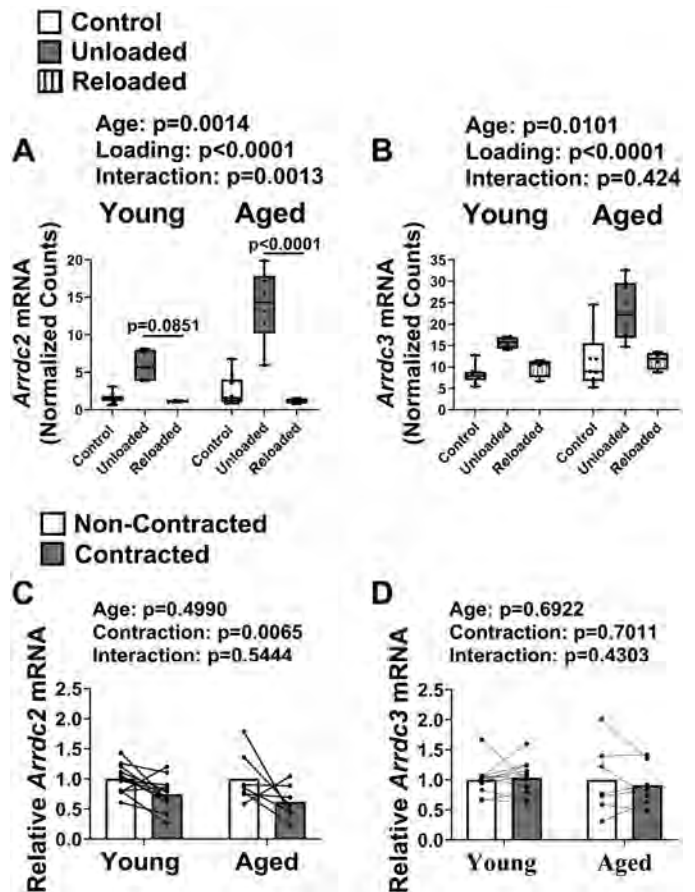 Control
Unloaded
Reloaded
A
Age: p=0.0014
Loading: p<0.0001
Interaction: p=0.0013
Young Aged
Arrdc2 mRNA
(Normalized Counts)
20
15
10
5
0
p=0.0851
p<0.0001
Control
Unloaded
Reloaded
Control
Unloaded
Reloaded
B
Age: p=0.0101
Loading: p<0.0001
Interaction: p=0.424
Young Aged
Arrdc3 mRNA
(Normalized Counts)
35
30
25
20
15
10
5
0
Control
Unloaded
Reloaded
Control
Unloaded
Reloaded
Non-Contracted
Contracted
C
Age: p=0.4990
Contraction: p=0.0065
Interaction: p=0.5444
Relative Arrdc2 mRNA
2.5
2.0
1.5
1.0
0.5
0.0
Young Aged
D
Age: p=0.6922
Contraction: p=0.7011
Interaction: p=0.4303
Relative Arrdc3 mRNA
2.5
2.0
1.5
1.0
0.5
0.0
Young Aged